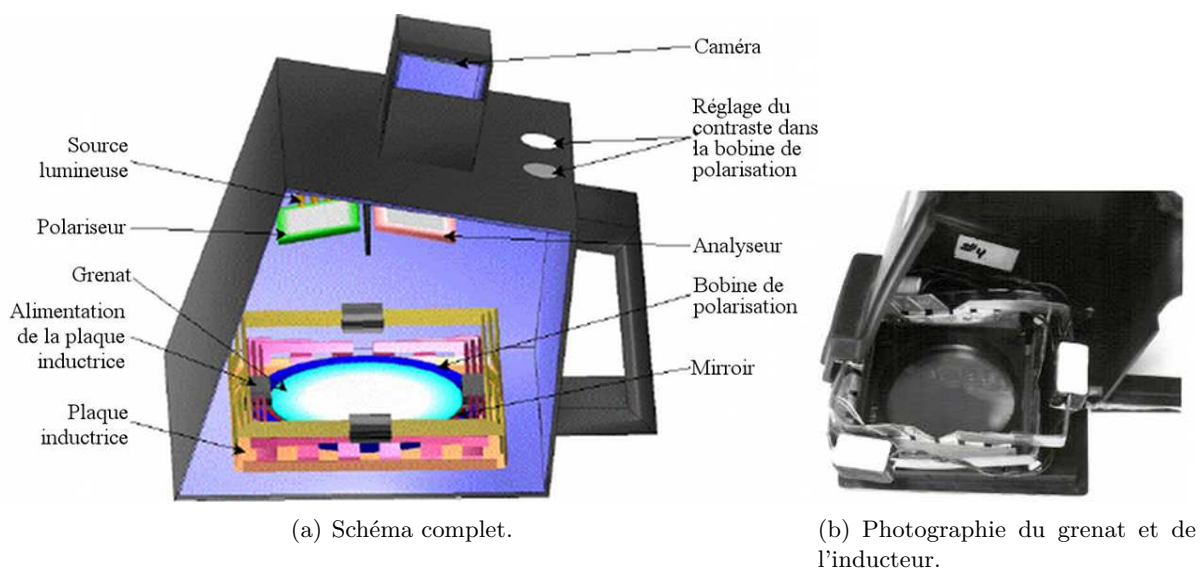 Caméra
Réglage du
contraste dans
la bobine de
polarisation
Source
lumineuse
Polariseur
Analyseur
Grenat
Bobine de
polarisation
Alimentation
de la plaque
inductrice
Mirroir
Plaque
inductrice
#4
(a) Schéma complet.
(b) Photographie du grenat et de
l'inducteur.